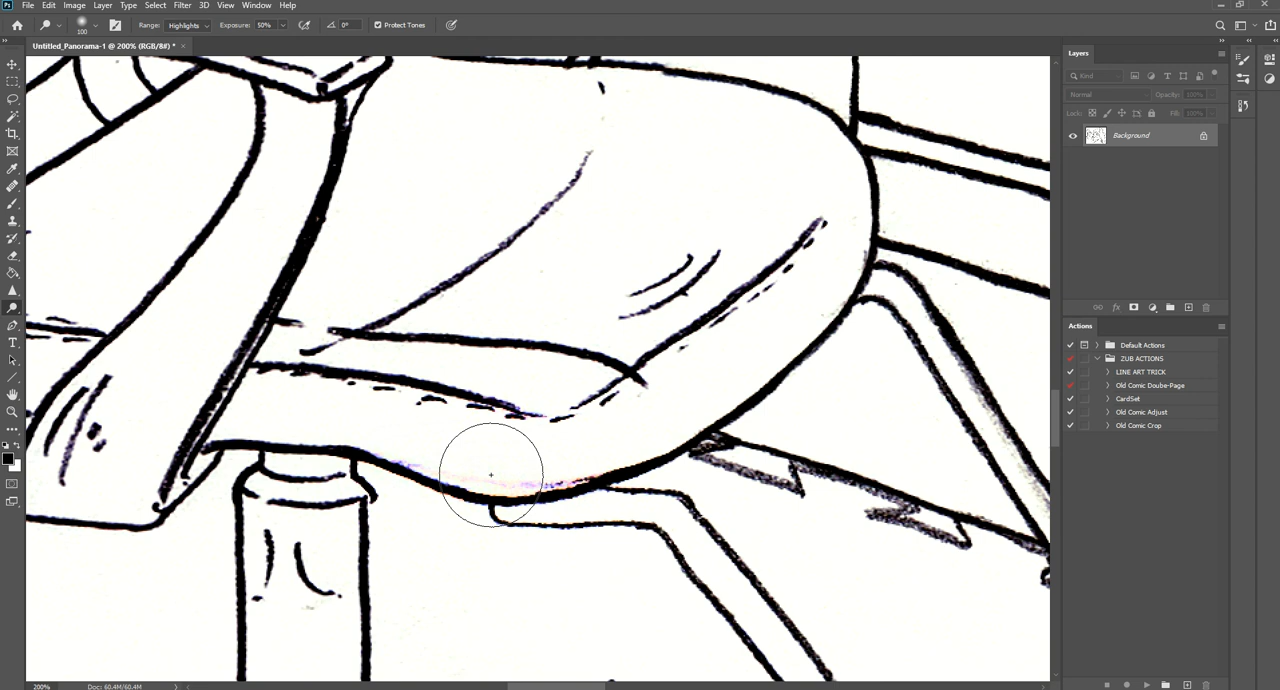 Ps File Edit Image Layer Type Select Filter 3D View Window Help
100 Range: Highlights Exposure: 50% 0° Protect Tones
Untitled_Panorama-1 @ 200% (RGB/8#) * ×
Layers
Kind
Normal Opacity: 100%
Lock: Fill: 100%
Background
fx
Actions
Default Actions
ZUB ACTIONS
LINE ART TRICK
Old Comic Doube-Page
CardSet
Old Comic Adjust
Old Comic Crop
200% Doc: 60.4M/60.4M